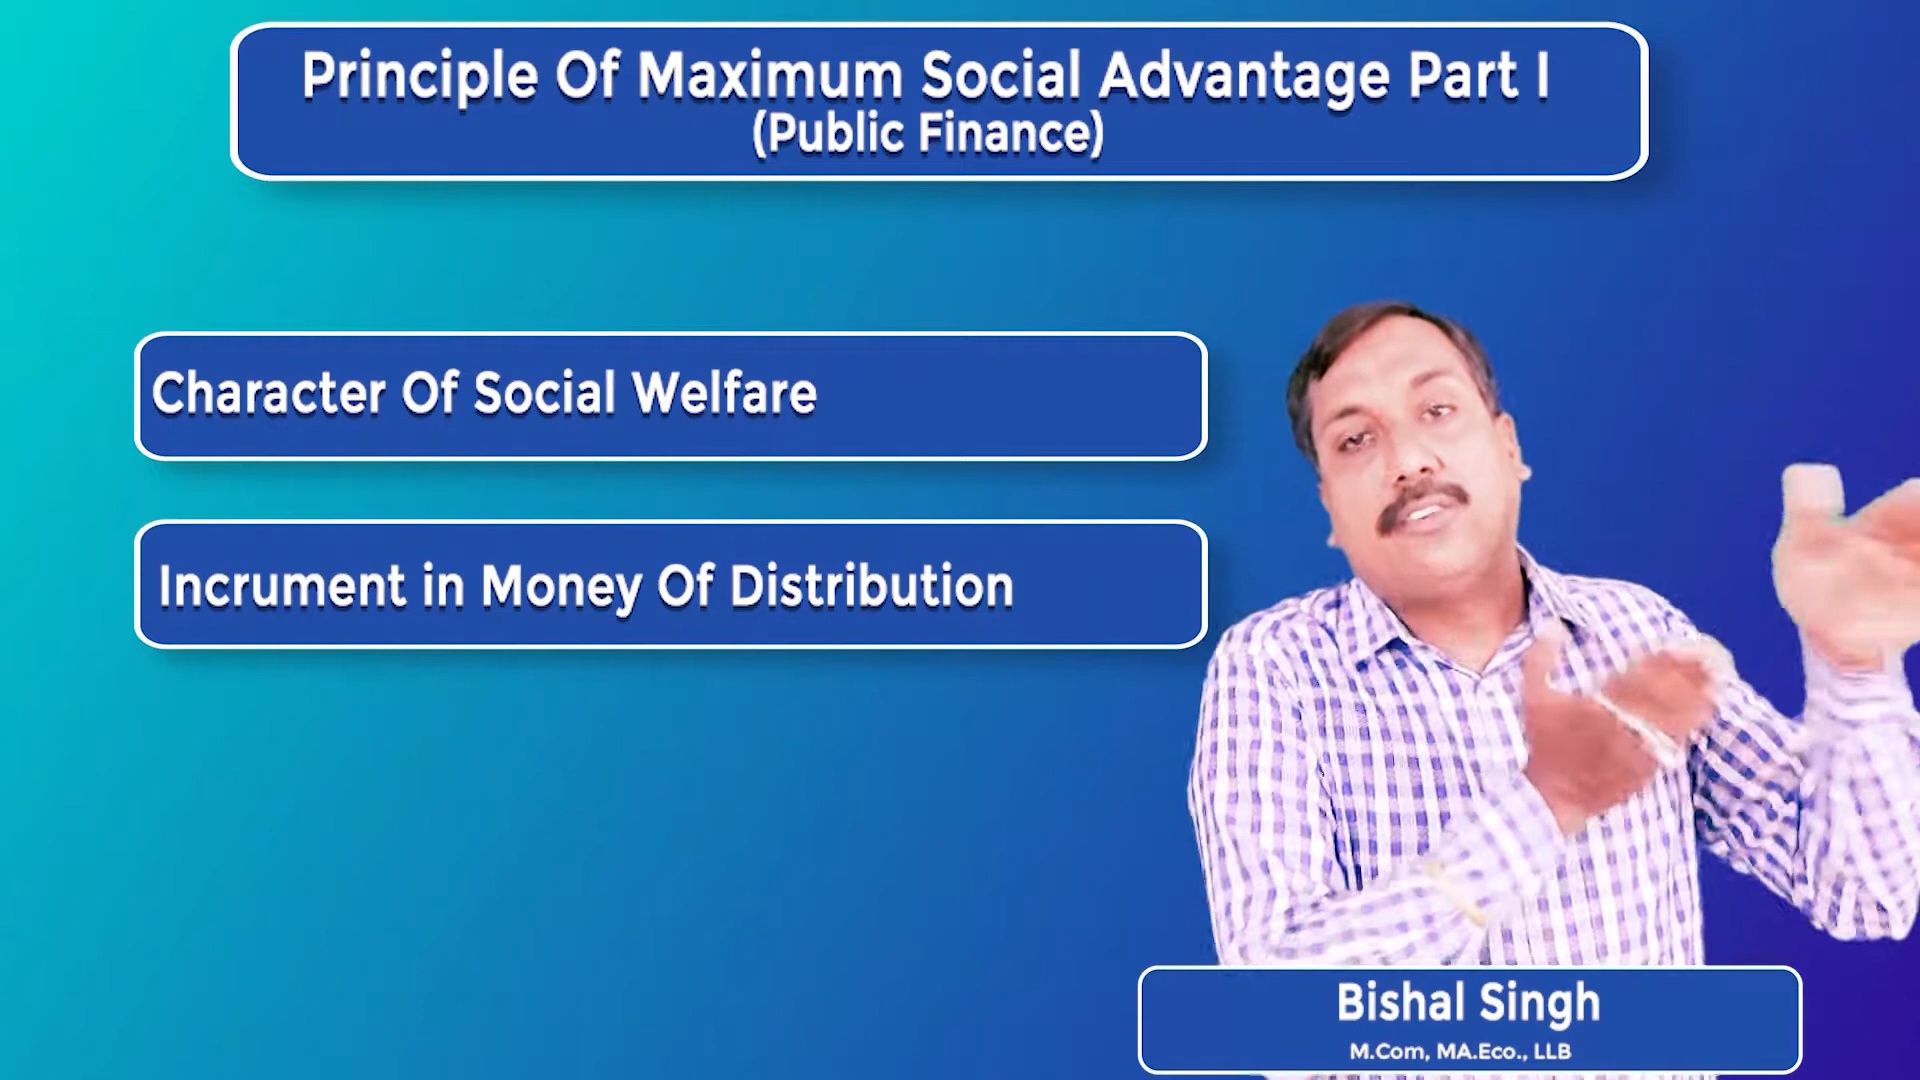 Principle Of Maximum Social Advantage Part I
(Public Finance)
Character Of Social Welfare
Incrument in Money Of Distribution
Bishal Singh
M.Com, MA.Eco., LLB